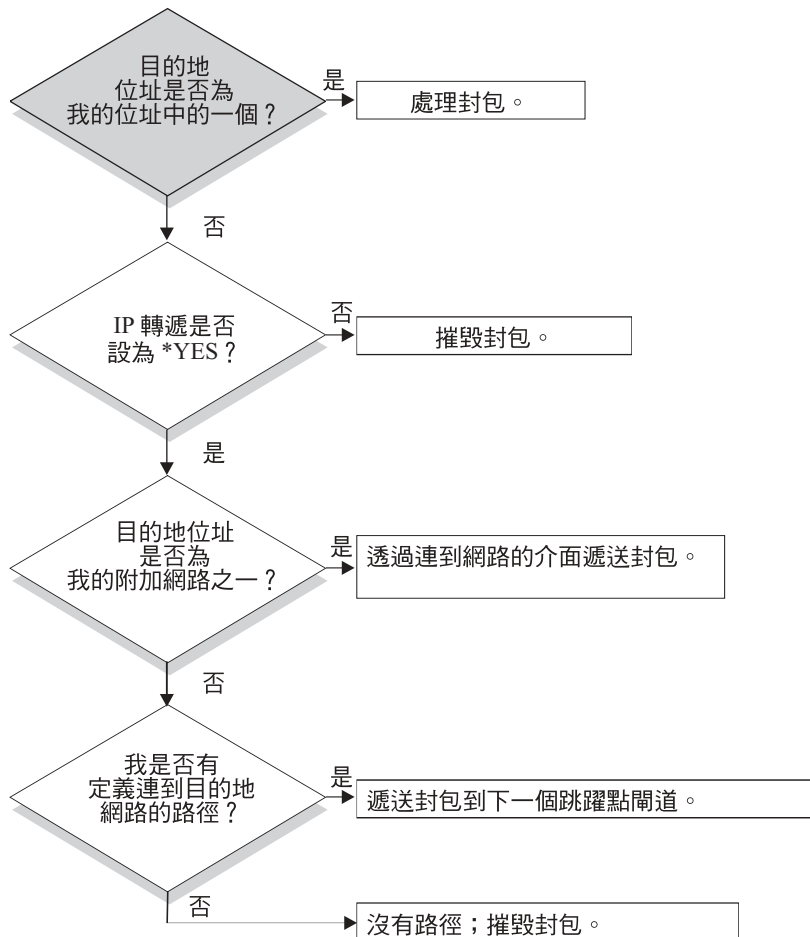 目的地
位址是否為
我的位址中的一個？
是
處理封包。
否
IP 轉遞是否
設為 *YES？
否
摧毀封包。
是
目的地位址
是否為
我的附加網路之一？
是
透過連到網路的介面遞送封包。
否
我是否有
定義連到目的地
網路的路徑？
是
遞送封包到下一個跳躍點閘道。
否
沒有路徑；摧毀封包。